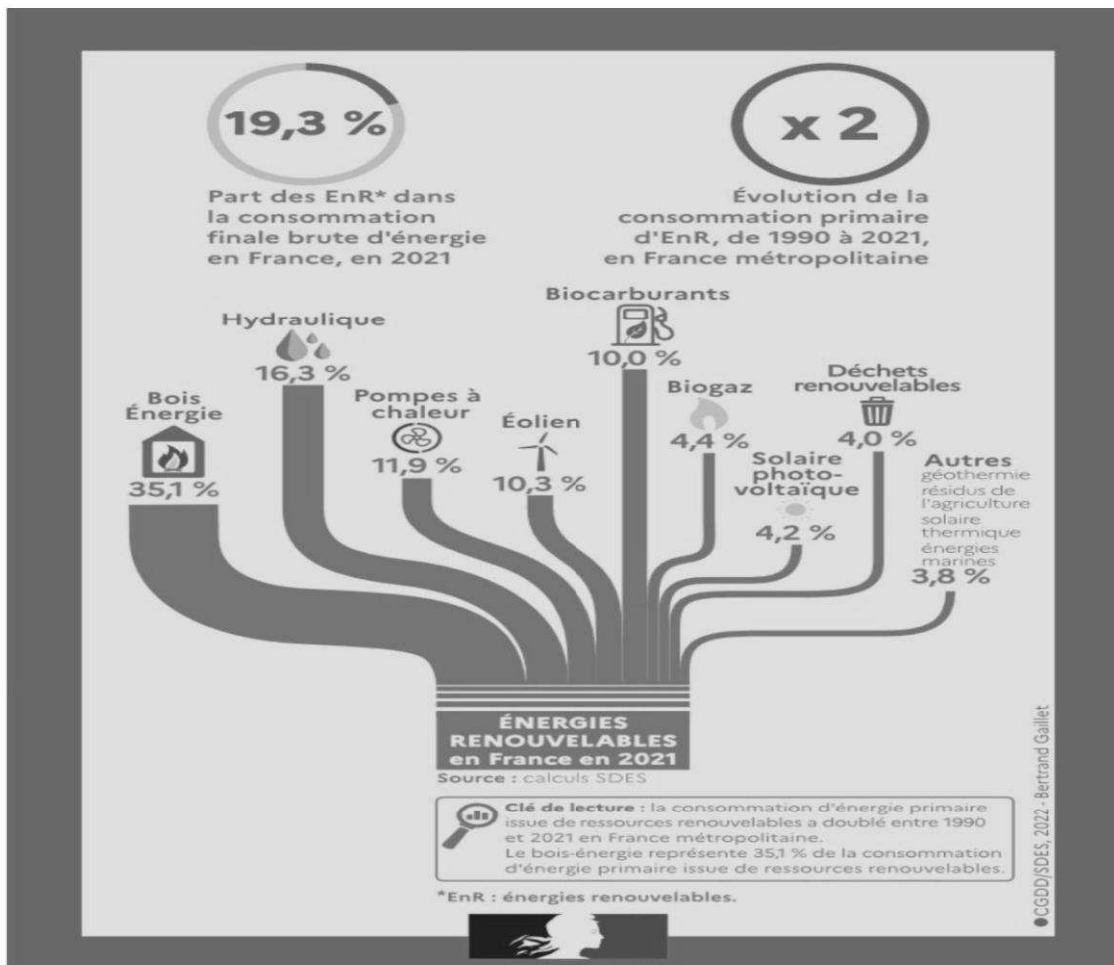 19,3 %
Part des EnR* dans
la consommation
finale brute d'énergie
en France, en 2021
x 2
Évolution de la
consommation primaire
d'EnR, de 1990 à 2021,
en France métropolitaine
Bois
Énergie
35,1 %
Hydraulique
16,3 %
Pompes à
chaleur
11,9 %
Éolien
10,3 %
Biocarburants
10,0 %
Biogaz
4,4 %
Solaire
photo-
voltaïque
4,2 %
Déchets
renouvelables
4,0 %
Autres
géothermie
résidus de
l'agriculture
solaire
thermique
énergies
marines
3,8 %
ÉNERGIES
RENOUVELABLES
en France en 2021
Source : calculs SDES
Clé de lecture : la consommation d'énergie primaire
issue de ressources renouvelables a doublé entre 1990
et 2021 en France métropolitaine.
Le bois-énergie représente 35,1 % de la consommation
d'énergie primaire issue de ressources renouvelables.
*EnR : énergies renouvelables.
●CGDD/SDES, 2022 - Bertrand Gaillet